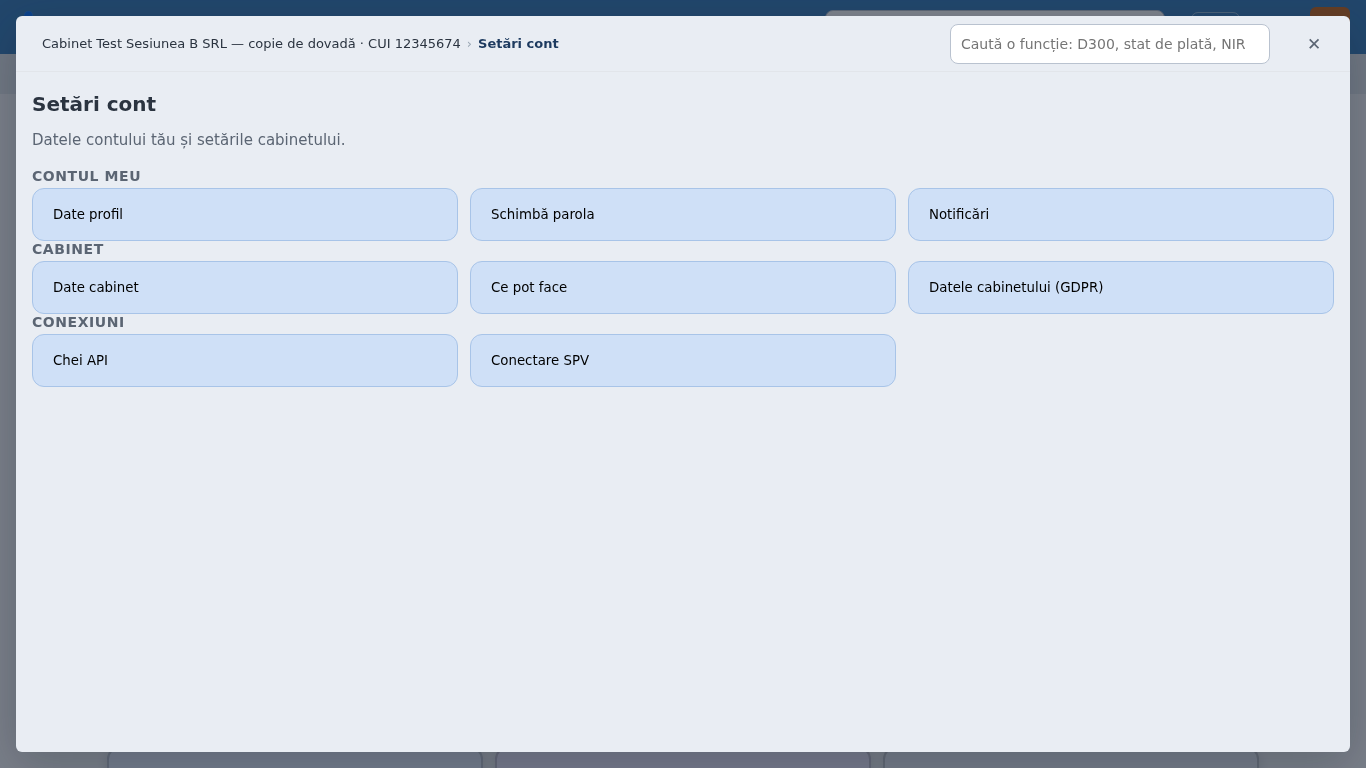 Cabinet Test Sesiunea B SRL — copie de dovadă · CUI 12345674 › Setări cont
Caută o funcție: D300, stat de plată, NIR
✕
Setări cont
Datele contului tău și setările cabinetului.
CONTUL MEU
Date profil
Schimbă parola
Notificări
CABINET
Date cabinet
Ce pot face
Datele cabinetului (GDPR)
CONEXIUNI
Chei API
Conectare SPV